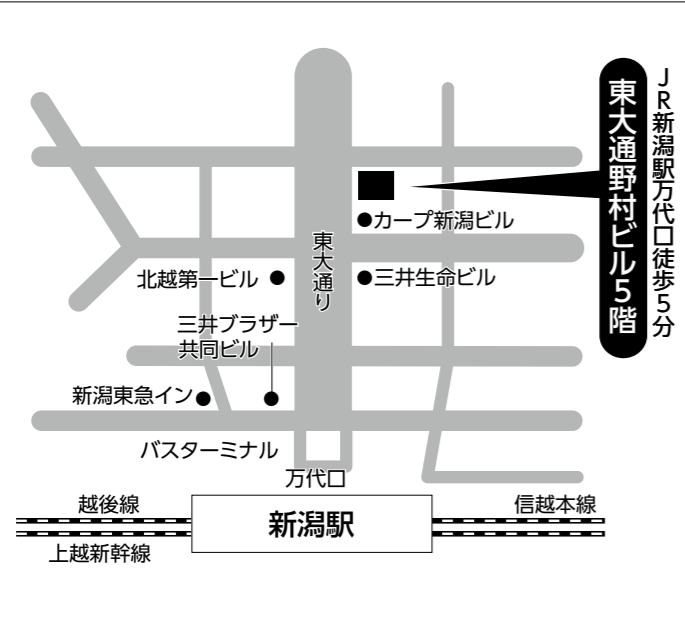 JR新潟駅万代口徒歩5分
東大通野村ビル5階
カープ新潟ビル
東大通り
北越第一ビル
三井生命ビル
三井ブラザー
共同ビル
新潟東急イン
バスターミナル
万代口
越後線
信越本線
新潟駅
上越新幹線